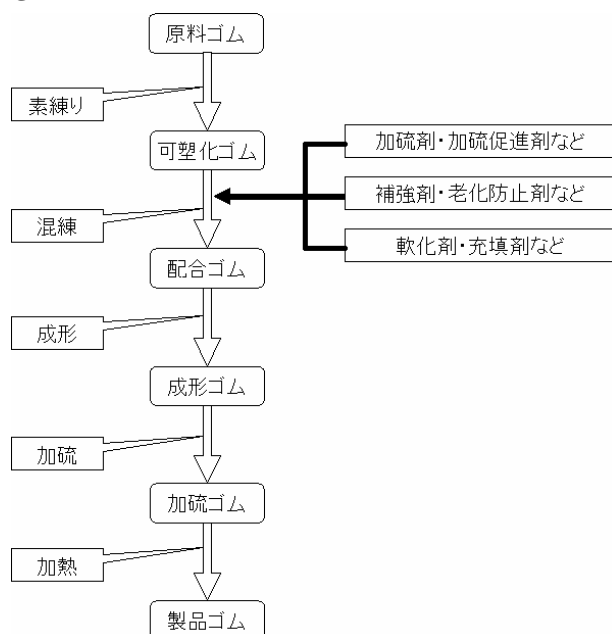 原料ゴム
素練り
可塑化ゴム
加硫剤・加硫促進剤など
補強剤・老化防止剤など
混練
軟化剤・充填剤など
配合ゴム
成形
成形ゴム
加硫
加硫ゴム
加熱
製品ゴム